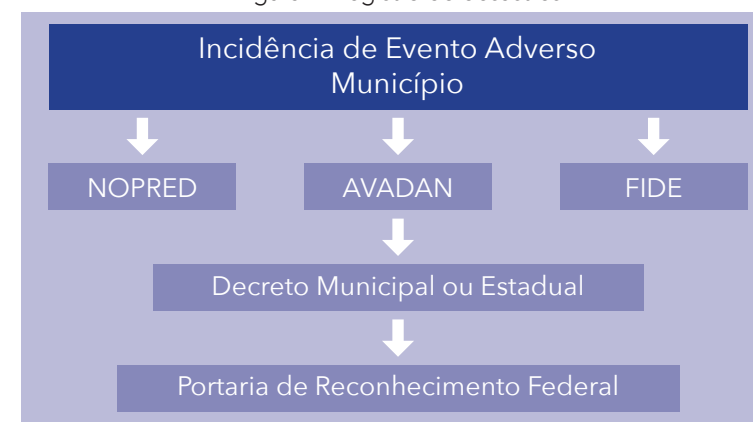 Incidência de Evento Adverso
Município
NOPRED
AVADAN
FIDE
Decreto Municipal ou Estadual
Portaria de Reconhecimento Federal